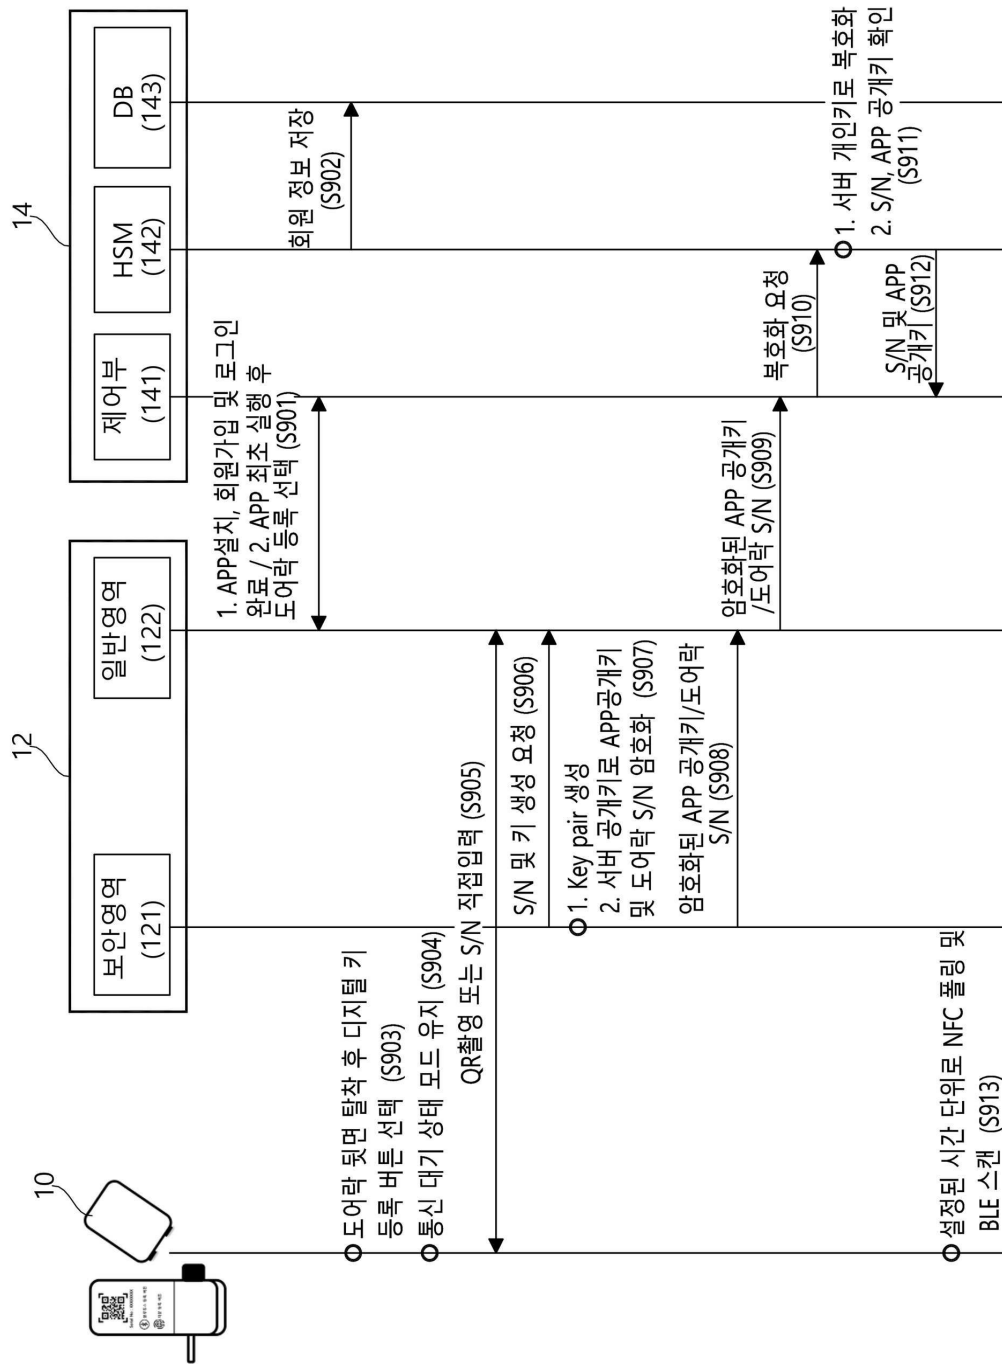 10
12
14
보안영역
(121)
일반영역
(122)
제어부
(141)
HSM
(142)
DB
(143)
1. APP설치, 회원가입 및 로그인
완료 / 2. APP 최초 실행 후
도어락 등록 선택 (S901)
회원 정보 저장
(S902)
도어락 뒷면 탈착 후 디지털 키
등록 버튼 선택 (S903)
통신 대기 상태 모드 유지 (S904)
QR촬영 또는 S/N 직접입력 (S905)
S/N 및 키 생성 요청 (S906)
1. Key pair 생성
2. 서버 공개키로 APP공개키
및 도어락 S/N 암호화 (S907)
암호화된 APP 공개키/도어락
S/N (S908)
암호화된 APP 공개키
/도어락 S/N (S909)
복호화 요청
(S910)
1. 서버 개인키로 복호화
2. S/N, APP 공개키 확인
(S911)
S/N 및 APP
공개키 (S912)
설정된 시간 단위로 NFC 폴링 및
BLE 스캔 (S913)